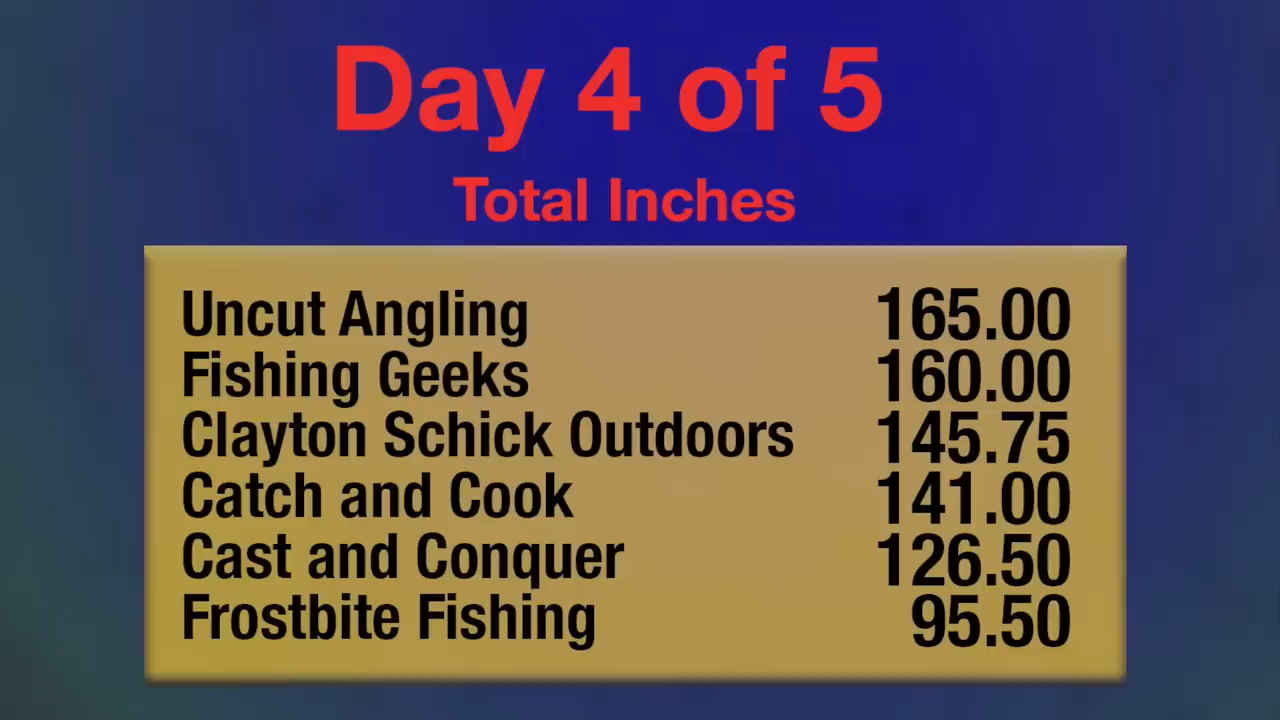 Day 4 of 5
Total Inches
Uncut Angling 165.00
Fishing Geeks 160.00
Clayton Schick Outdoors 145.75
Catch and Cook 141.00
Cast and Conquer 126.50
Frostbite Fishing 95.50